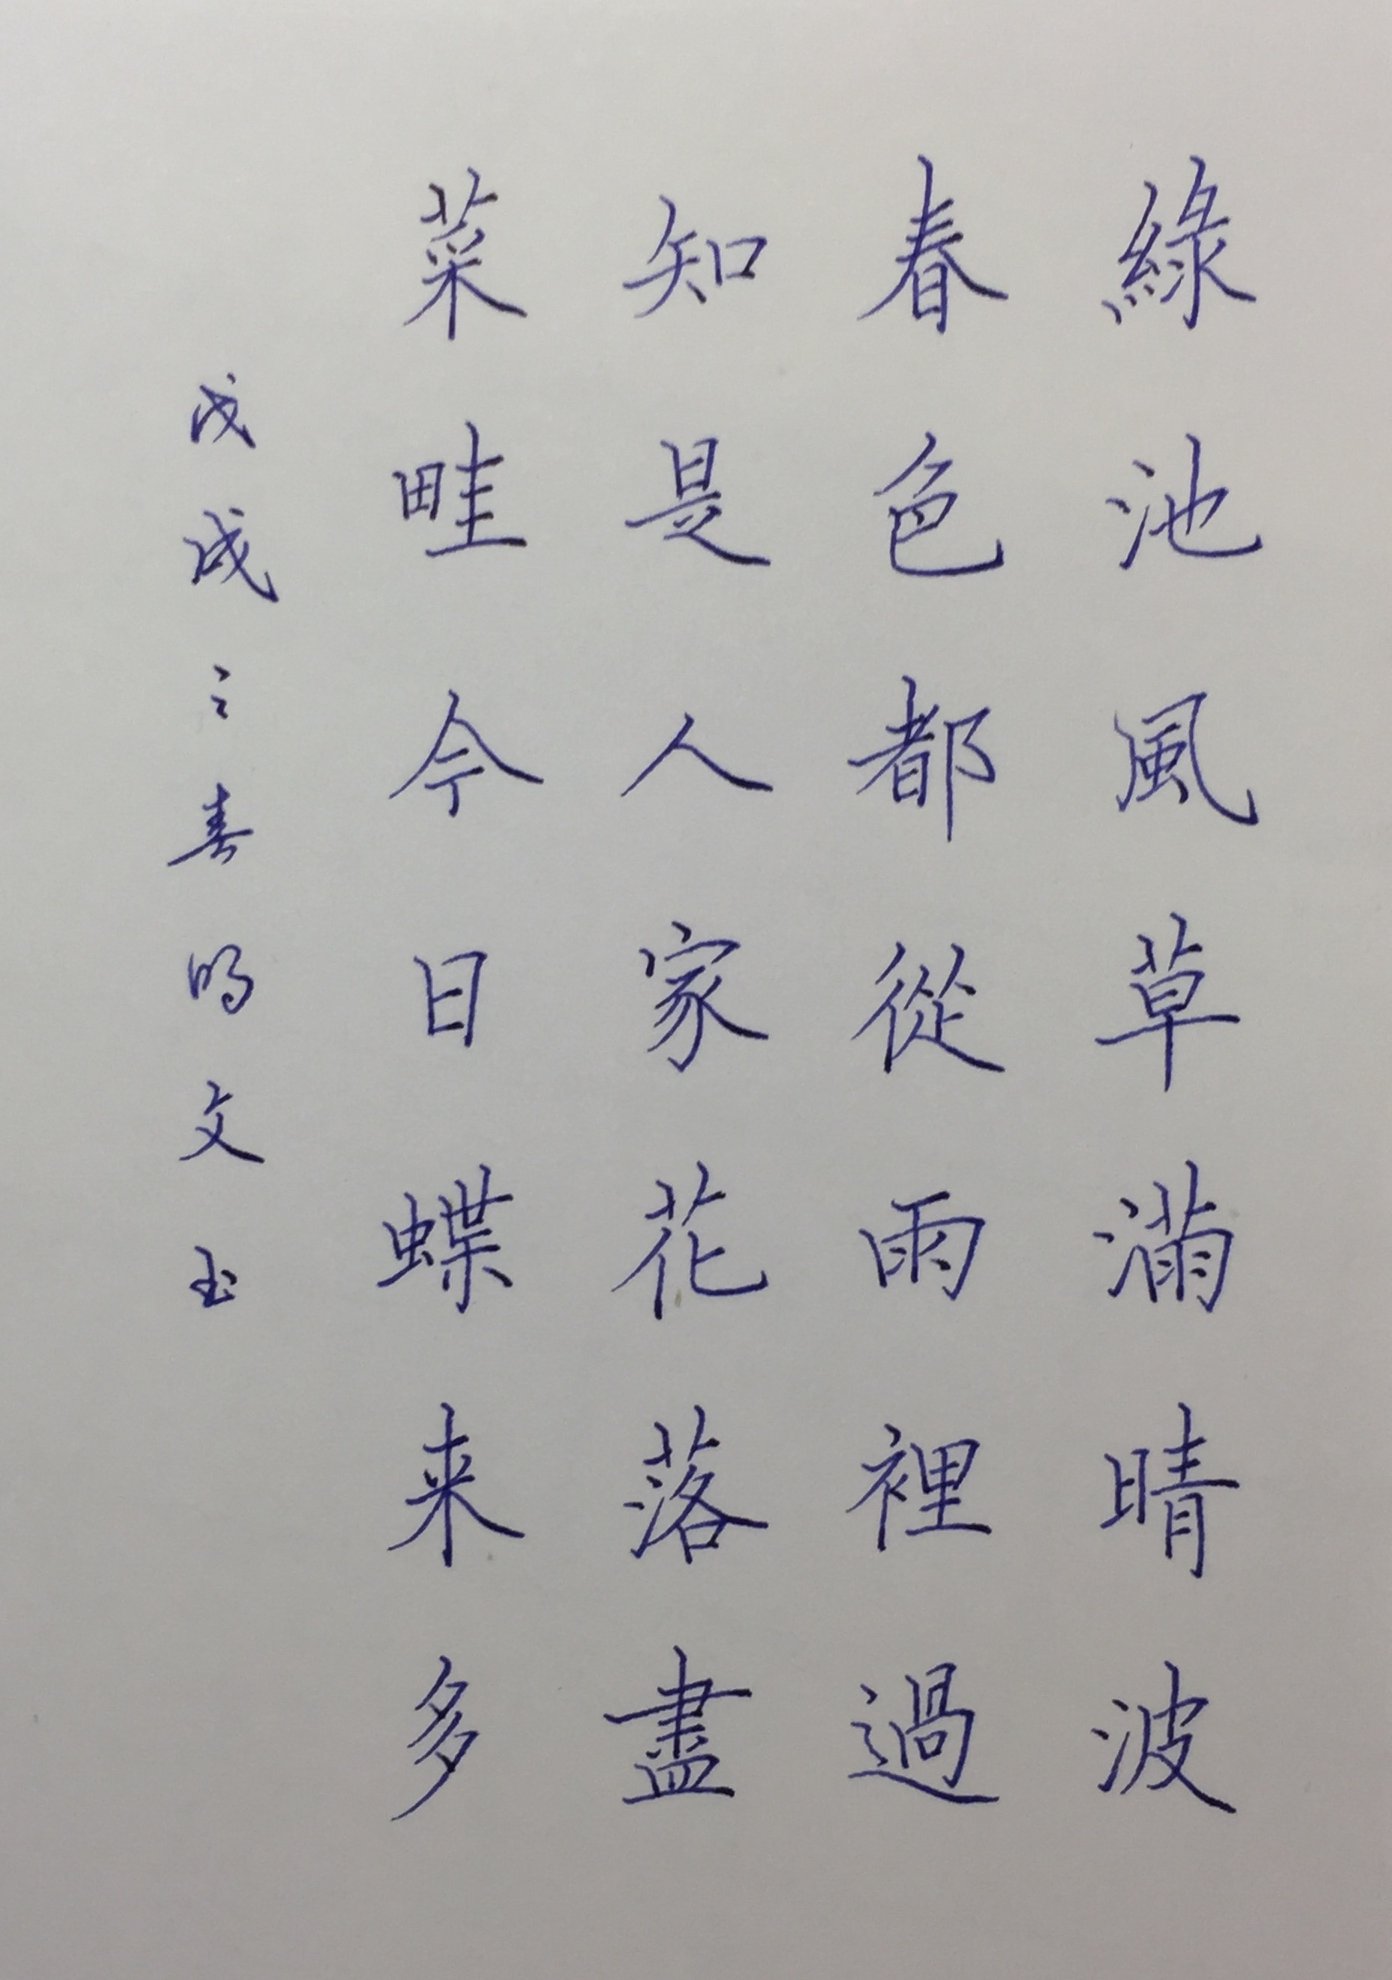 綠池風草滿晴波
春色都從雨裡過
知是人家花落盡
菜畦今日蝶来多
戊戌之春明文书